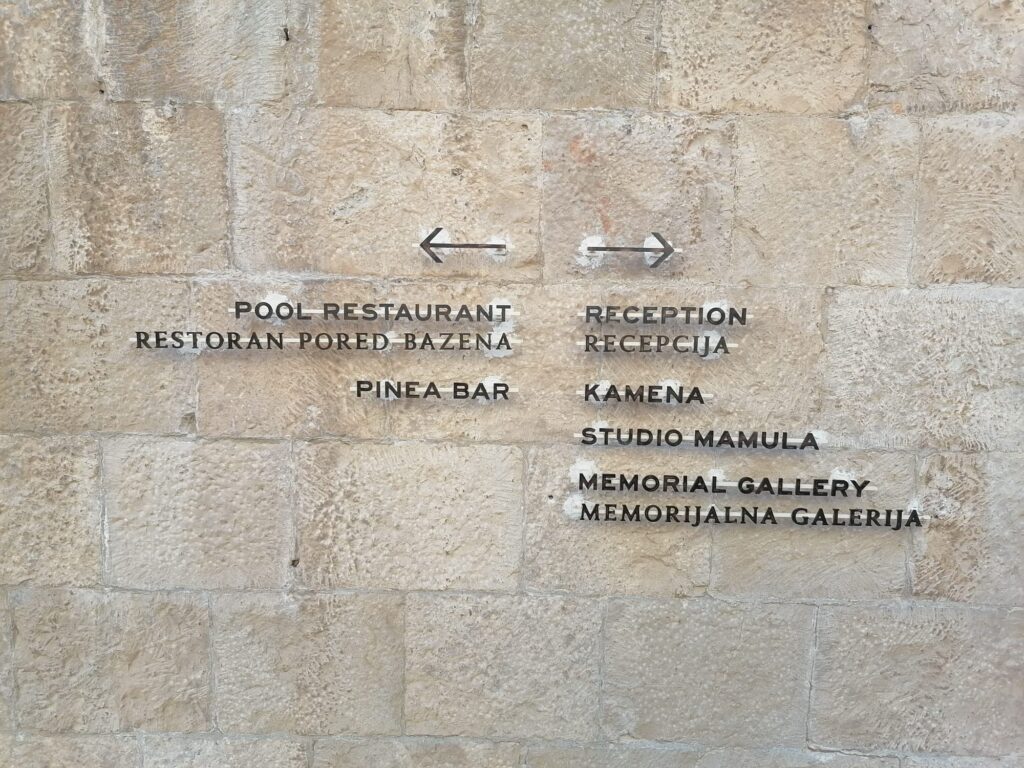 POOL RESTAURANT
RESTORAN PORED BAZENA
PINEA BAR
RECEPTION
RECEPCIJA
KAMENA
STUDIO MAMULA
MEMORIAL GALLERY
MEMORIJALNA GALERIJA